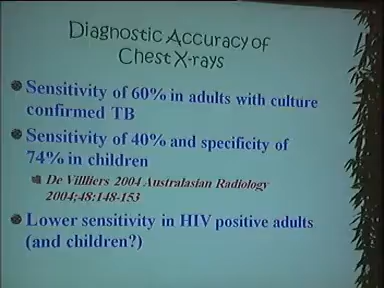 Diagnostic Accuracy of
Chest X-rays
Sensitivity of 60% in adults with culture
confirmed TB
Sensitivity of 40% and specificity of
74% in children
De Villliers 2004 Australasian Radiology
2004;48:148-153
Lower sensitivity in HIV positive adults
(and children?)